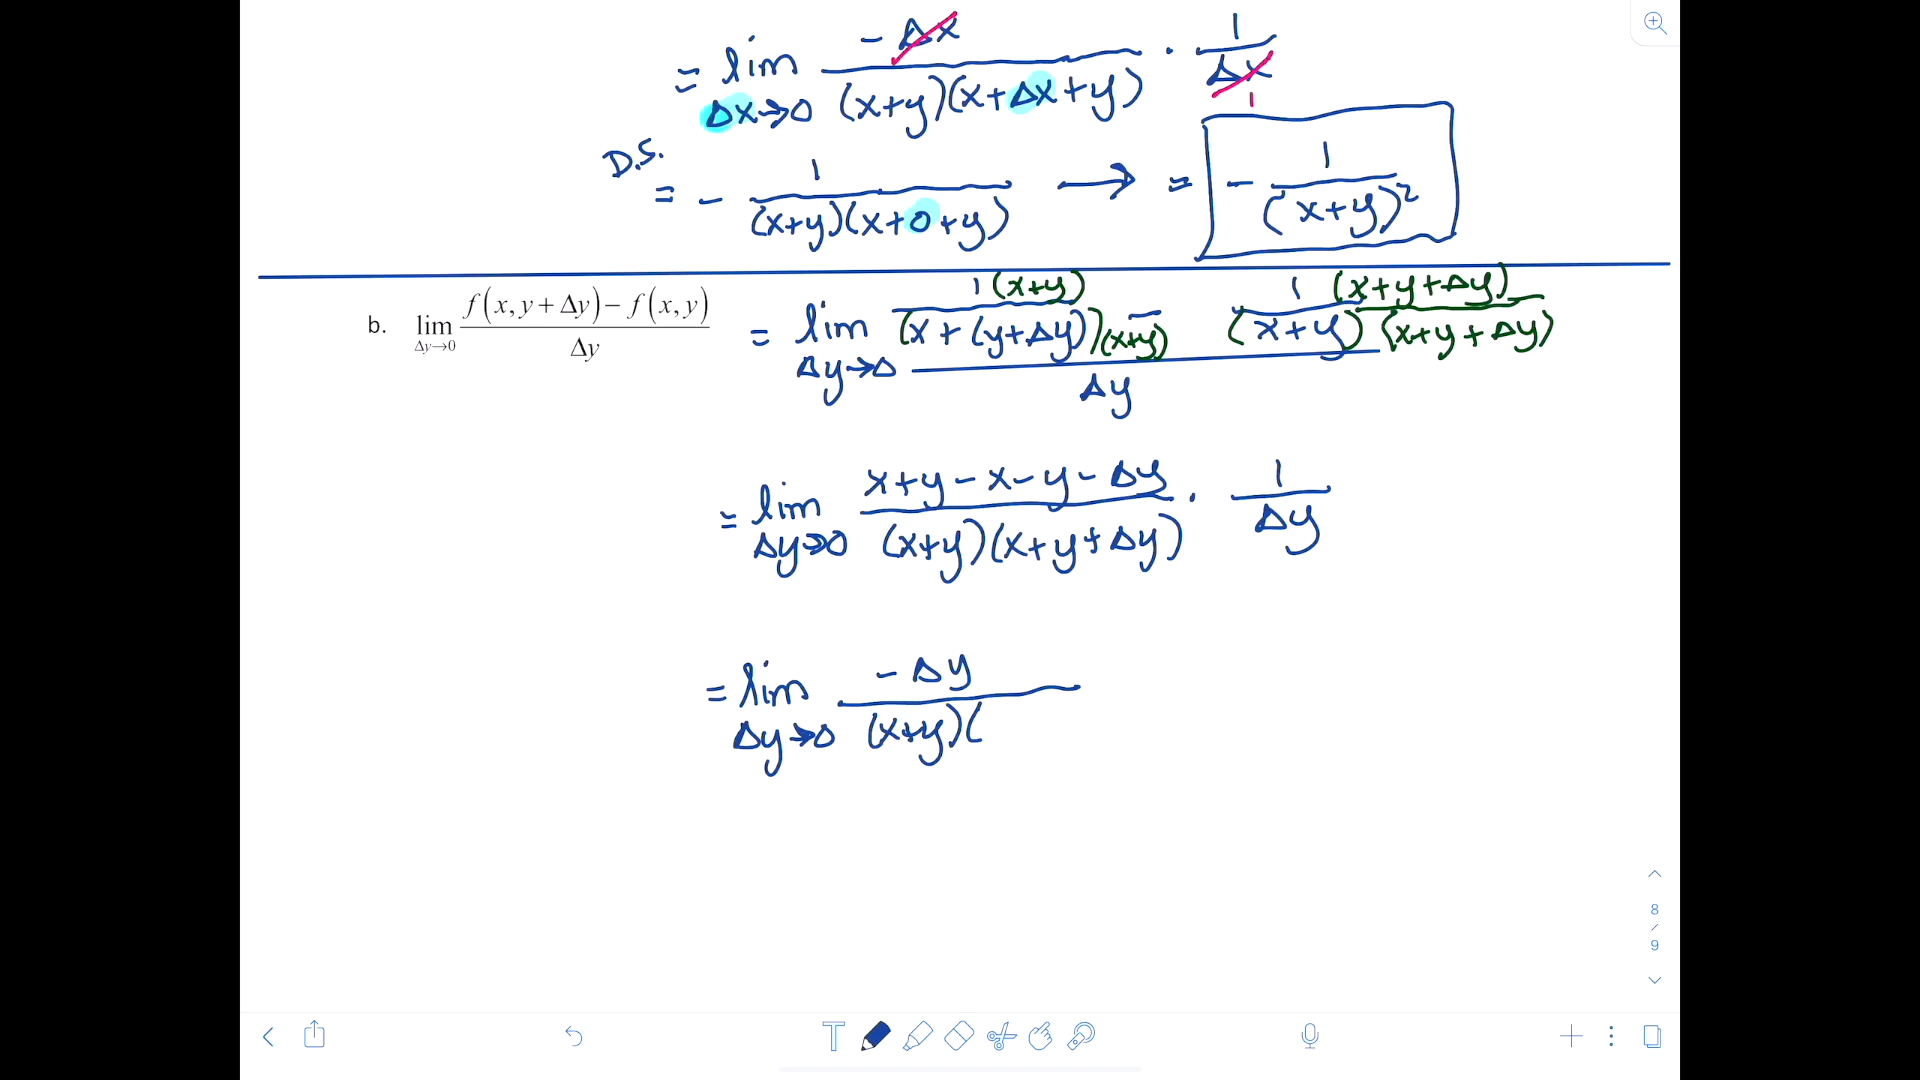 = lim Δx→0 -Δx / (x+y)(x+Δx+y) · 1/Δx 1
D.S. = - 1 / (x+y)(x+0+y) → = - 1 / (x+y)²
b. lim Δy→0 f(x, y + Δy) − f(x, y) / Δy = lim Δy→0 1 (x+y) / (x + (y+Δy)) (x+y) − 1 (x+y+Δy) / (x+y) (x+y+Δy) / Δy
= lim Δy→0 x+y-x-y-Δy / (x+y)(x+y+Δy) · 1/Δy
= lim Δy→0 -Δy / (x+y)(
8
/
9
T